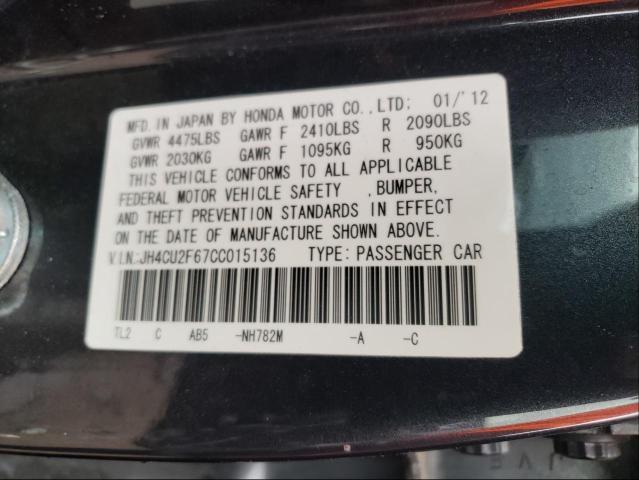 MFD. IN JAPAN BY HONDA MOTOR CO.,LTD; 01/'12
GVWR 4475LBS GAWR F 2410LBS R 2090LBS
GVWR 2030KG GAWR F 1095KG R 950KG
THIS VEHICLE CONFORMS TO ALL APPLICABLE
FEDERAL MOTOR VEHICLE SAFETY ,BUMPER,
AND THEFT PREVENTION STANDARDS IN EFFECT
ON THE DATE OF MANUFACTURE SHOWN ABOVE.
V.I.N.:JH4CU2F67CC015136 TYPE: PASSENGER CAR
TL2 C AB5 -NH782M -A -C